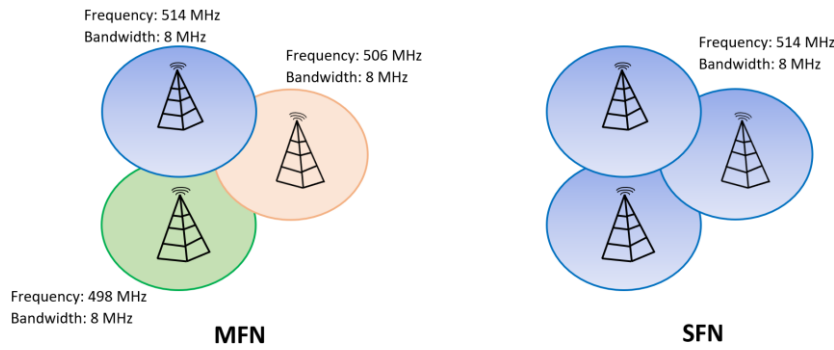 Frequency: 514 MHz
Bandwidth: 8 MHz
Frequency: 506 MHz
Bandwidth: 8 MHz
Frequency: 498 MHz
Bandwidth: 8 MHz
MFN
Frequency: 514 MHz
Bandwidth: 8 MHz
SFN